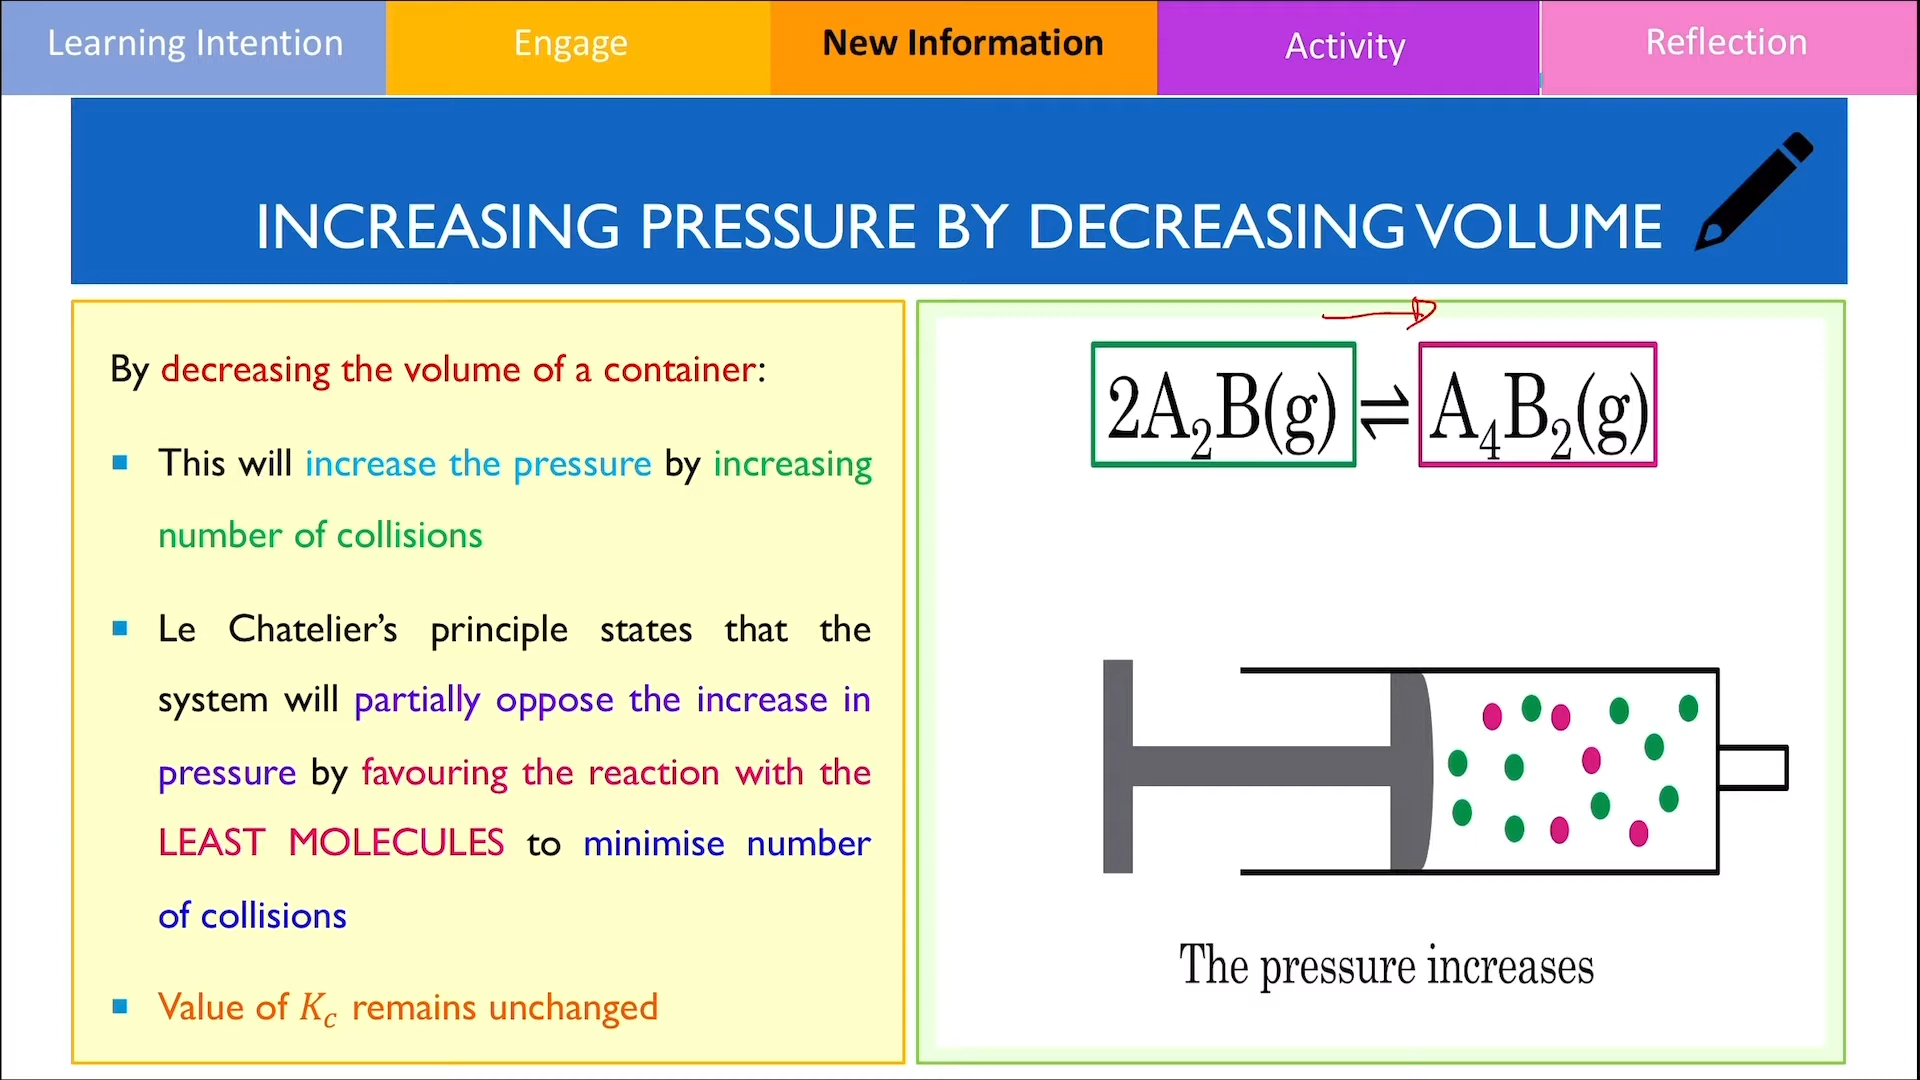 Learning Intention
Engage
New Information
Activity
Reflection
INCREASING PRESSURE BY DECREASING VOLUME
By decreasing the volume of a container:
This will increase the pressure by increasing
number of collisions
Le Chatelier’s principle states that the
system will partially oppose the increase in
pressure by favouring the reaction with the
LEAST MOLECULES to minimise number
of collisions
Value of K꜀ remains unchanged
2A₂B(g) ⇌ A₄B₂(g)
The pressure increases